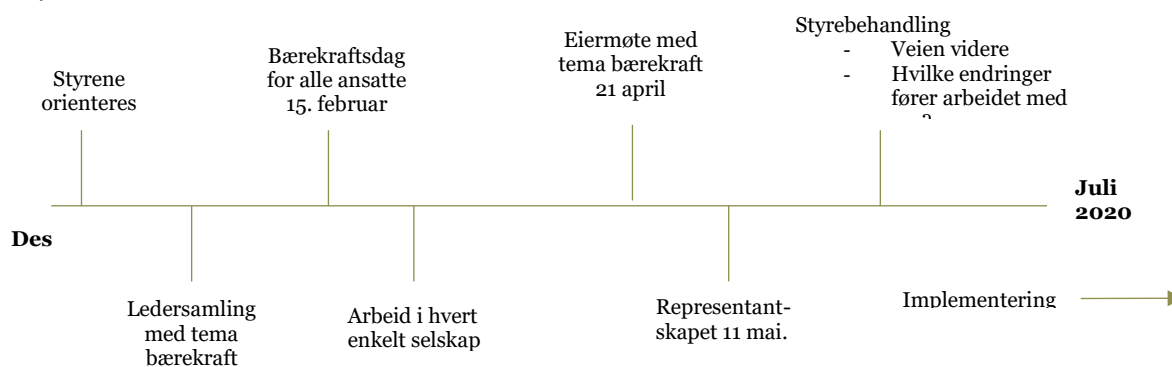 Styrene
orienteres
Bærekraftsdag
for alle ansatte
15. februar
Eiermøte med
tema bærekraft
21 april
Styrebehandling
- Veien videre
- Hvilke endringer
fører arbeidet med
Juli
2020
Des
Ledersamling
med tema
bærekraft
Arbeid i hvert
enkelt selskap
Representant-
skapet 11 mai.
Implementering